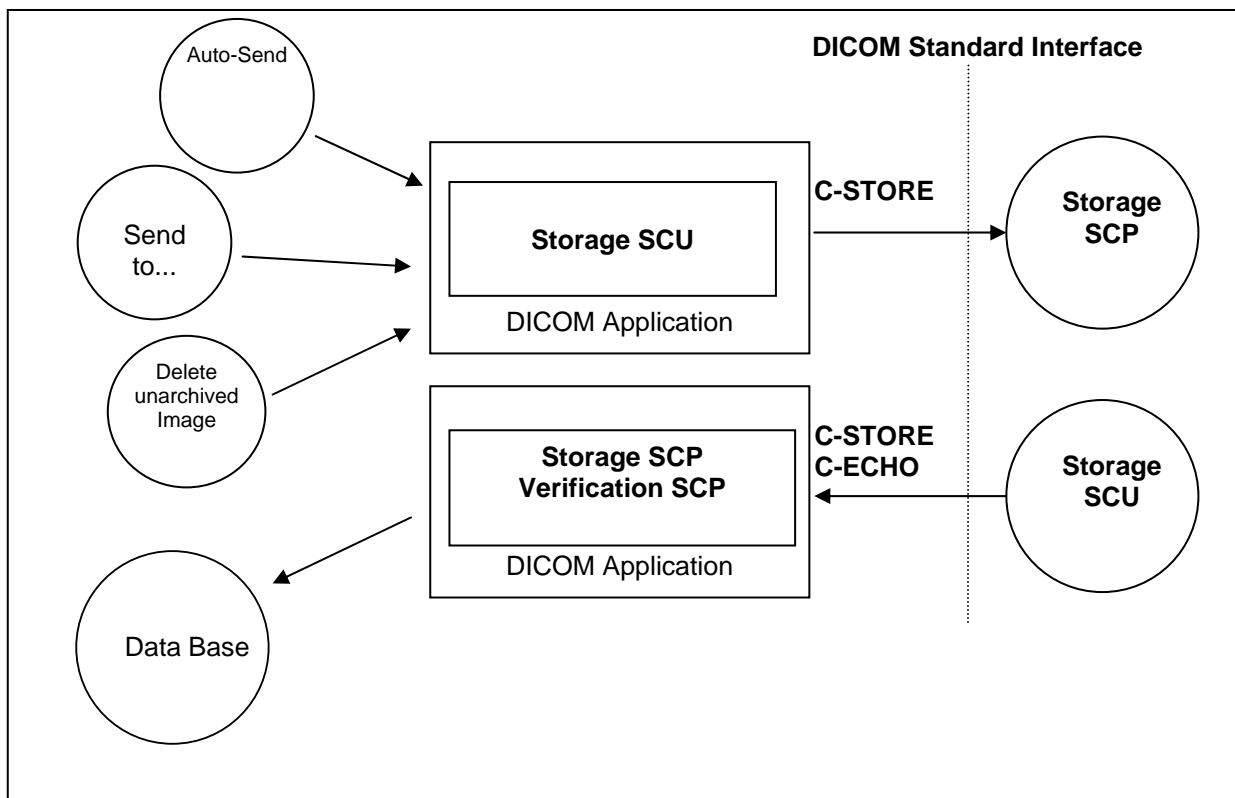 Auto-Send
DICOM Standard Interface
Send
to...
Delete
unarchived
Image
Storage SCU
DICOM Application
C-STORE
Storage
SCP
Storage SCP
Verification SCP
DICOM Application
C-STORE
C-ECHO
Storage
SCU
Data Base